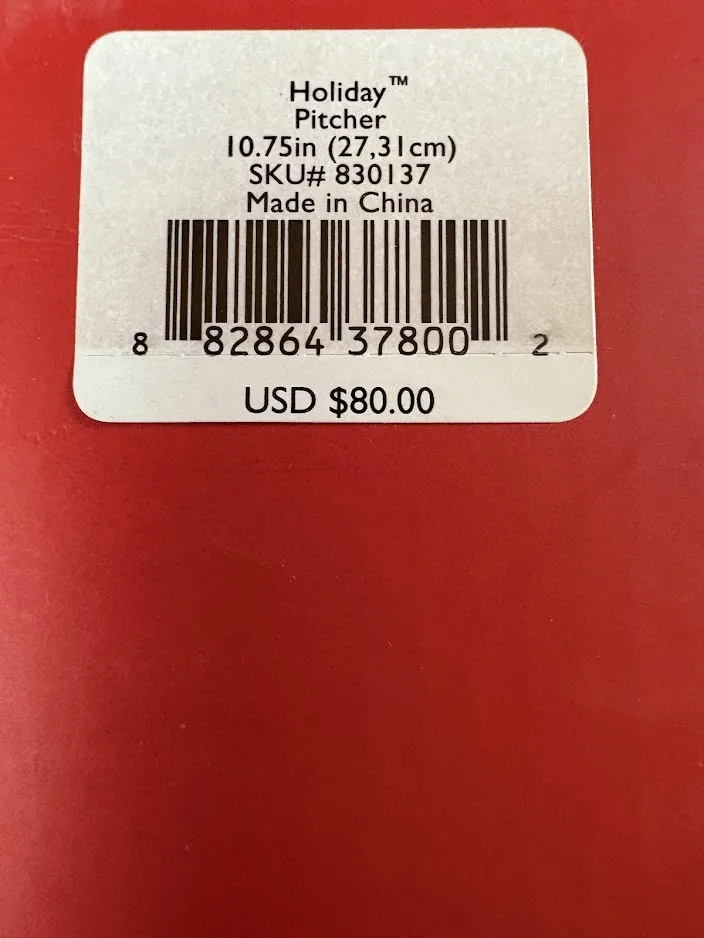 Holiday™
Pitcher
10.75in (27,31cm)
SKU# 830137
Made in China
8 82864 37800 2
USD $80.00